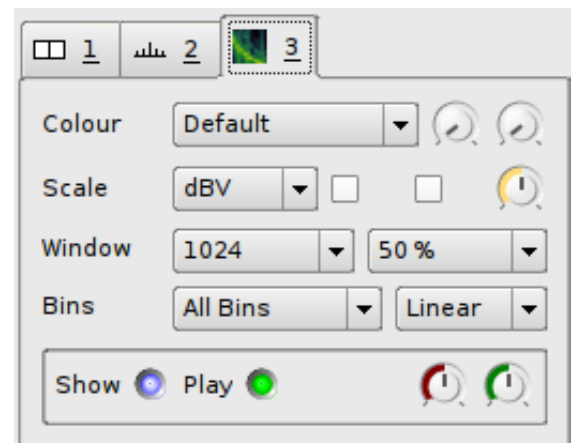 1 2 3
Colour Default
Scale dBV
Window 1024 50 %
Bins All Bins Linear
Show Play